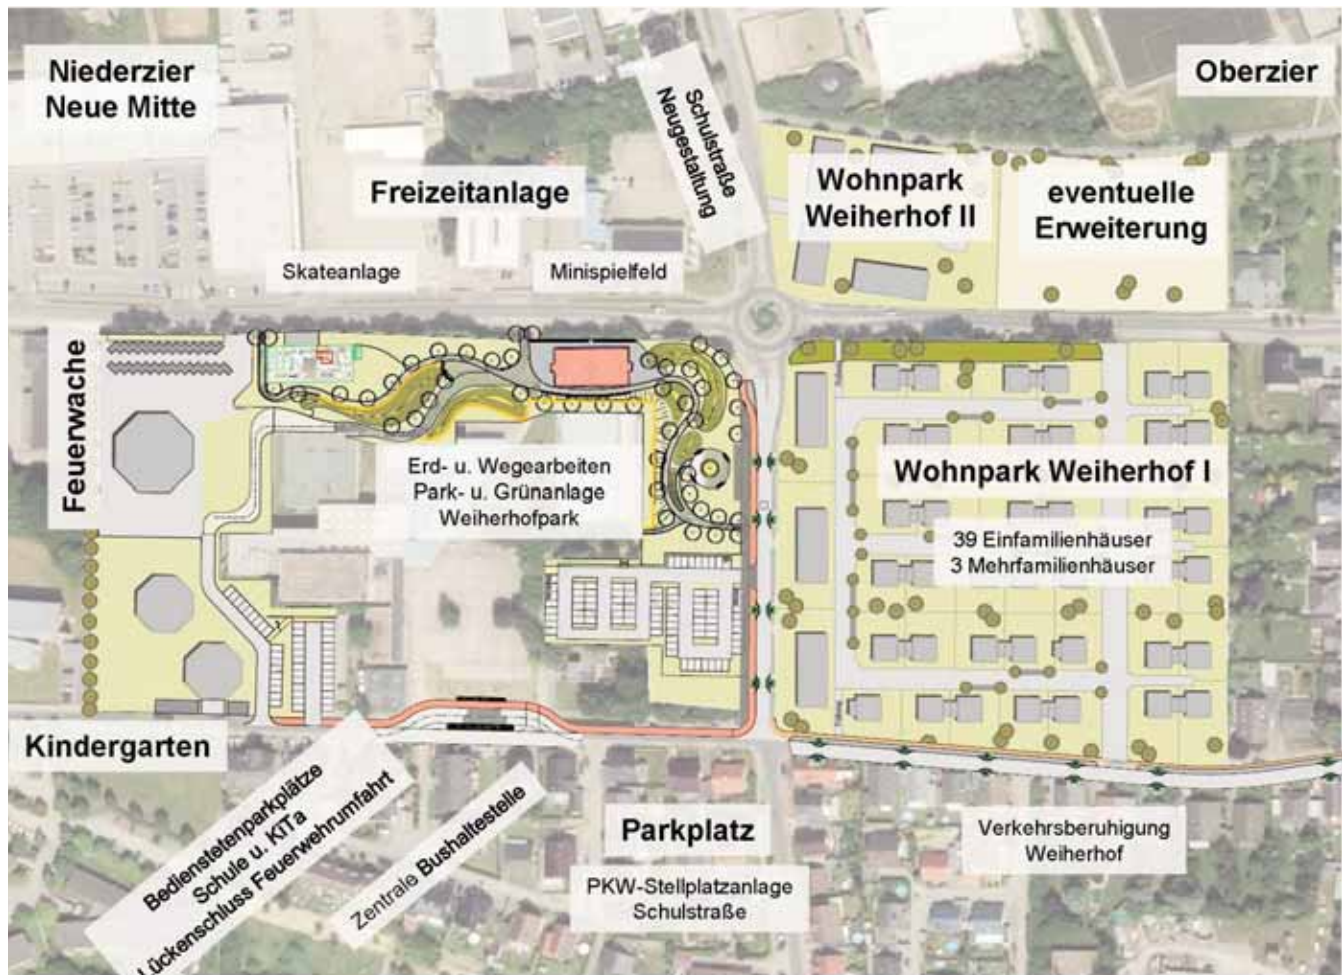 Niederzier
Neue Mitte
Oberzier
Schulstraße
Neugestaltung
Freizeitanlage
Wohnpark
Weiherhof II
eventuelle
Erweiterung
Skateanlage
Minispielfeld
Feuerwache
Erd- u. Wegearbeiten
Park- u. Grünanlage
Weiherhofpark
Wohnpark Weiherhof I
39 Einfamilienhäuser
3 Mehrfamilienhäuser
Kindergarten
Bedienstetenparkplätze
Schule u. KiTa
Lückenschluss Feuerwehrumfahrt
Zentrale Bushaltestelle
Parkplatz
PKW-Stellplatzanlage
Schulstraße
Verkehrsberuhigung
Weiherhof